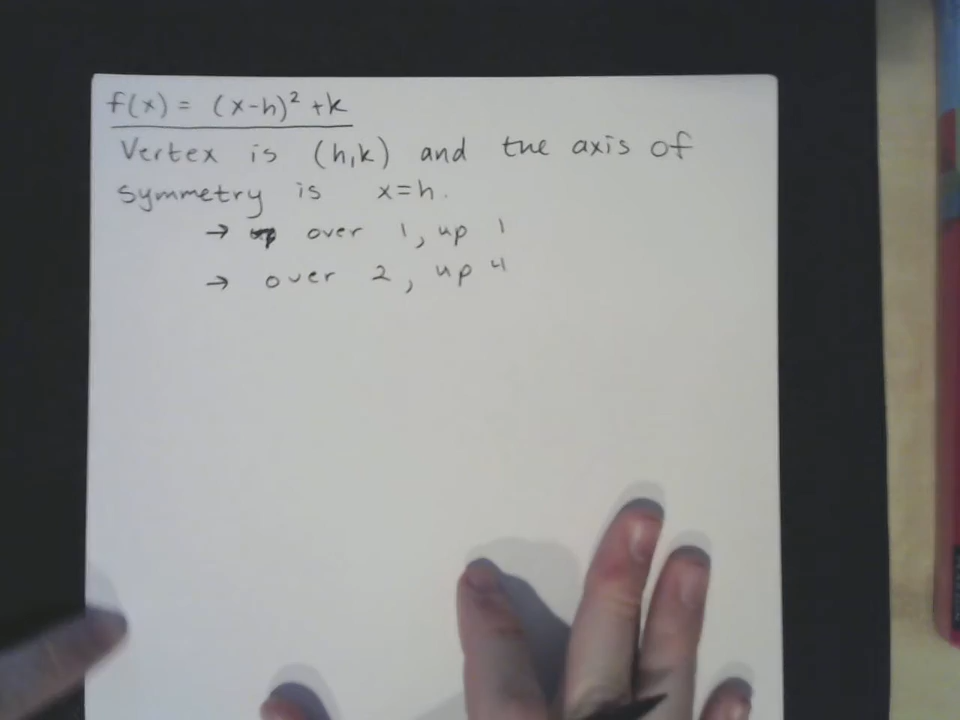 f(x) = (x-h)² + k
Vertex is (h,k) and the axis of
symmetry is x=h.
→ over 1, up 1
→ over 2, up 4